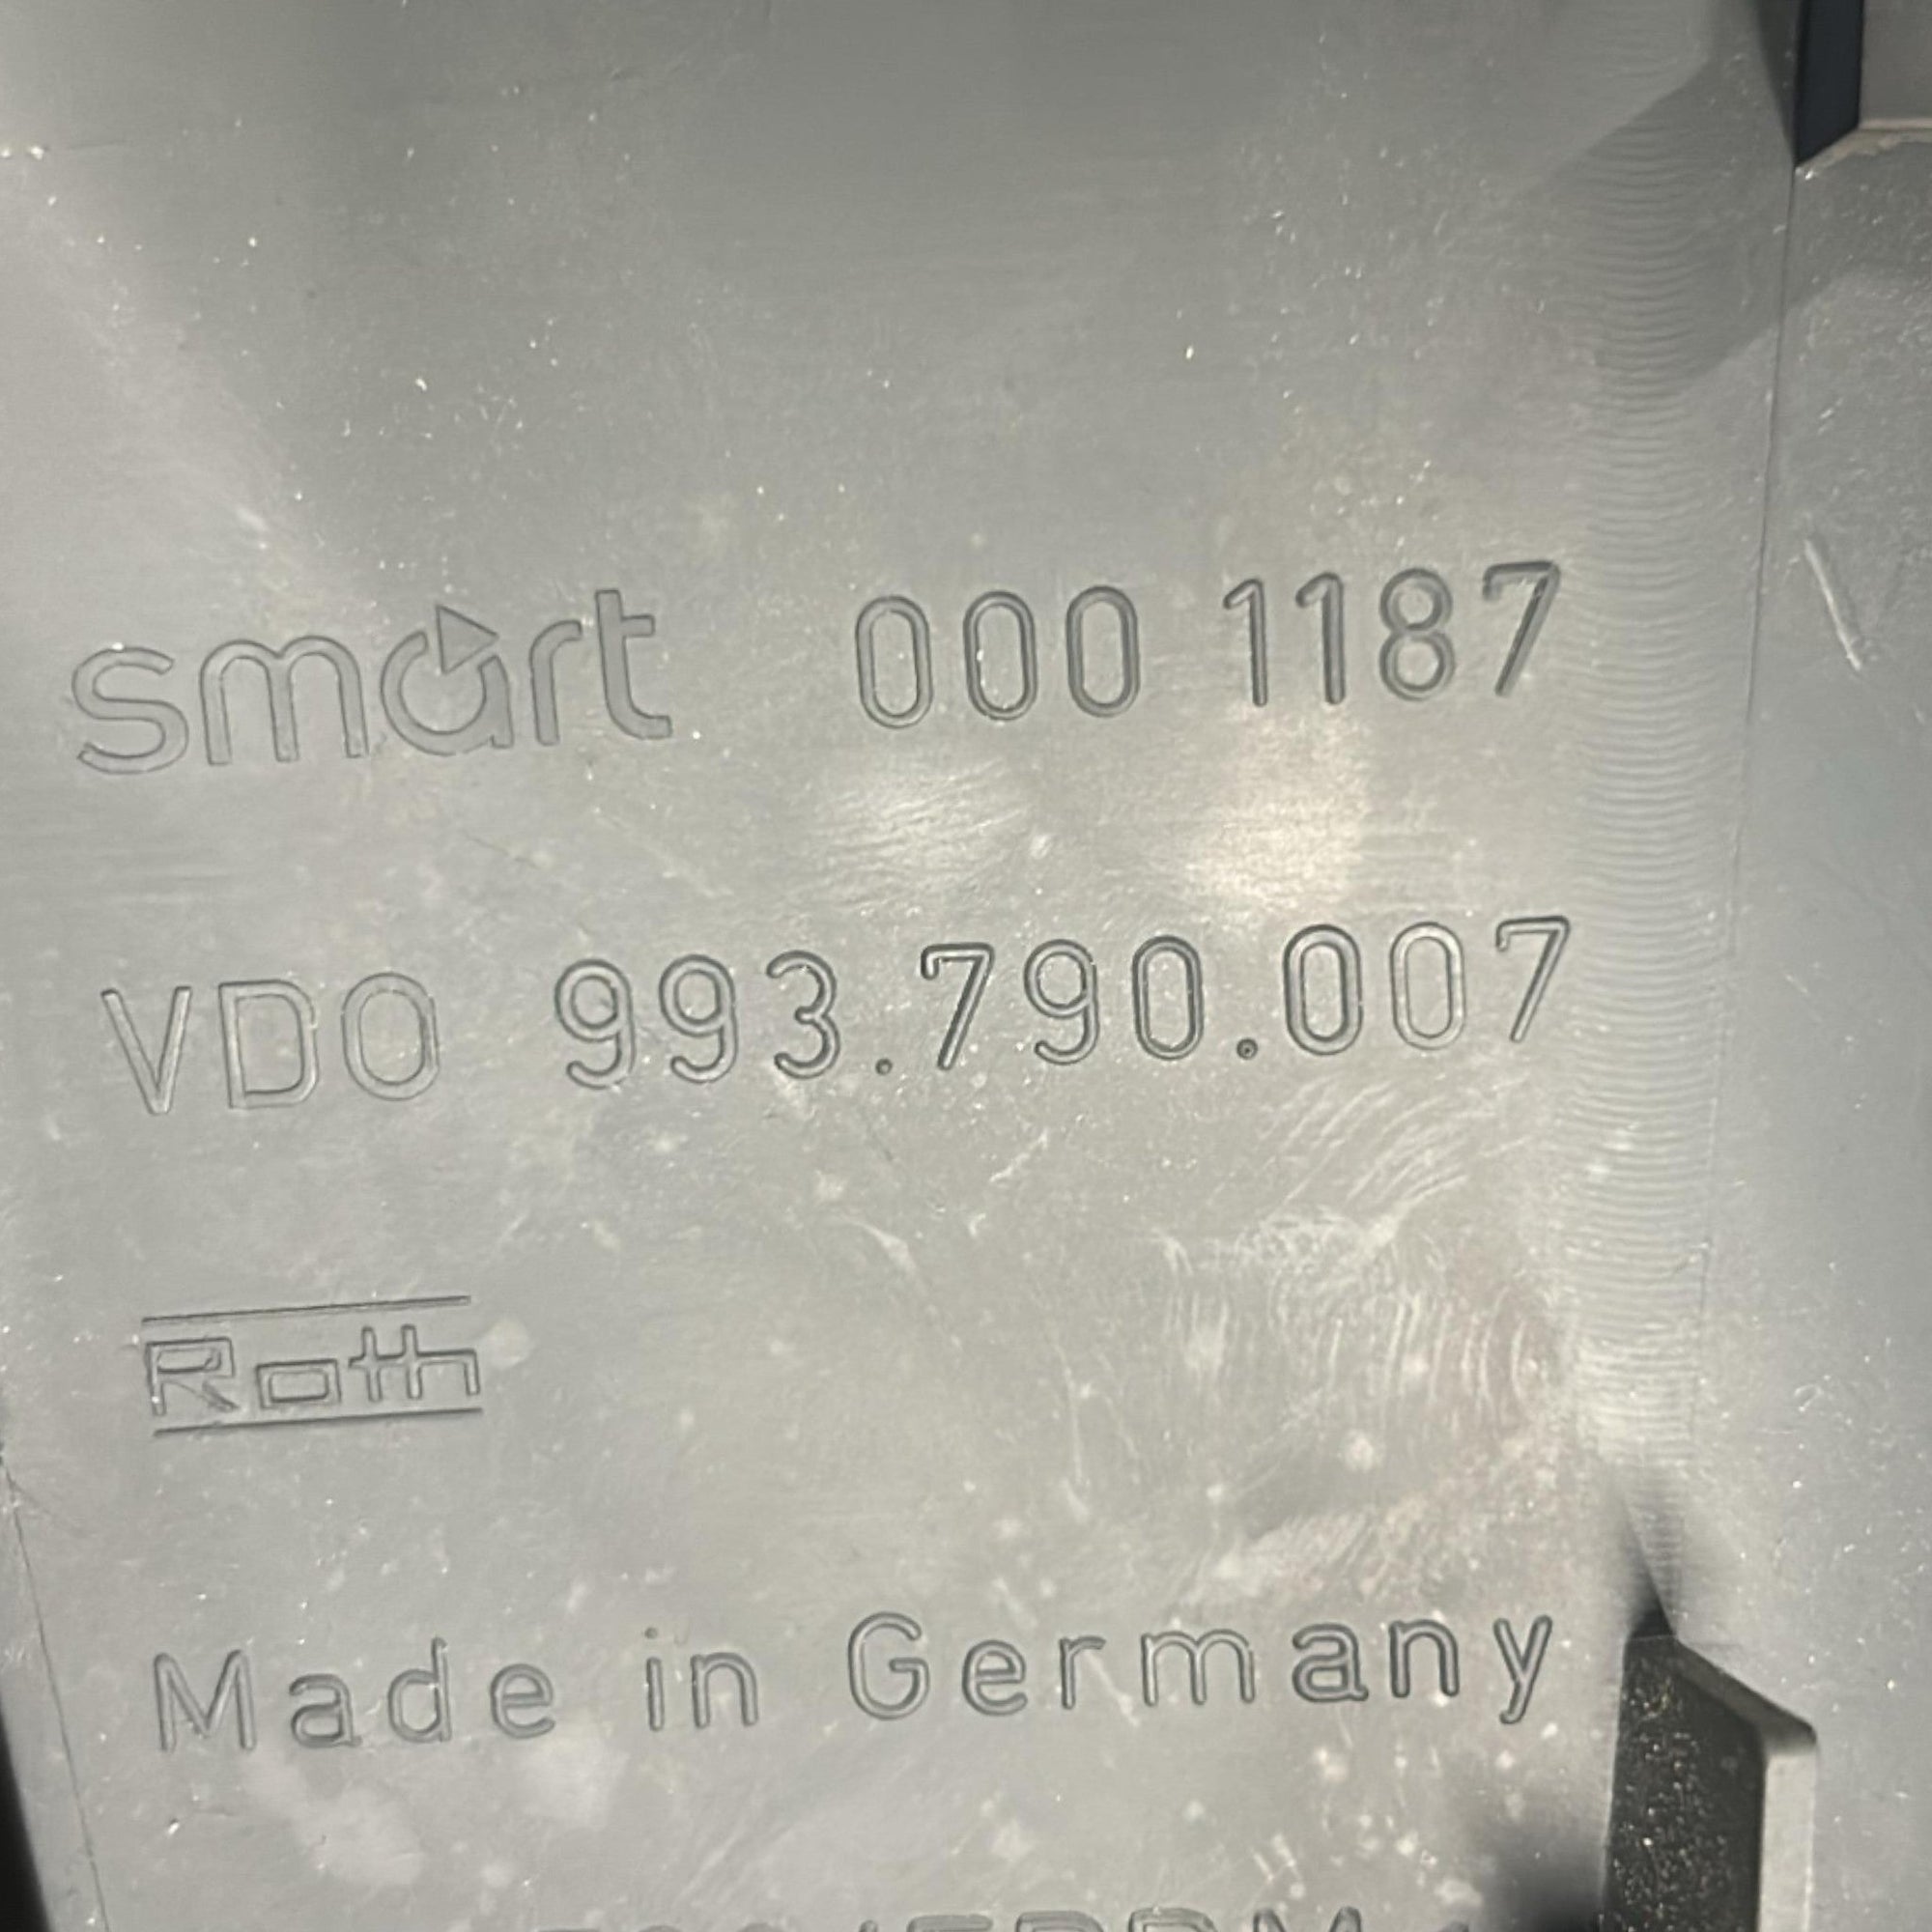 smart 000 1187
VDO 993.790.007
Roth
Made in Germany